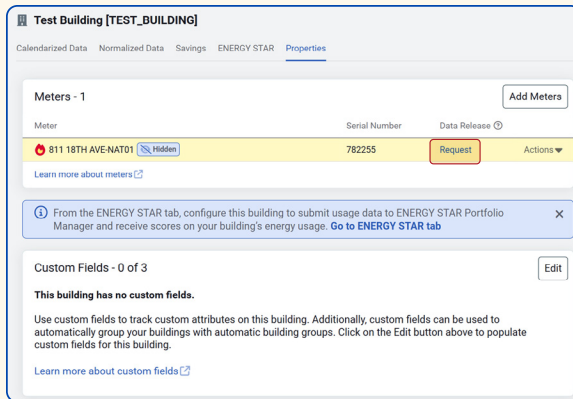 Test Building [TEST_BUILDING]
Calendarized Data Normalized Data Savings ENERGY STAR Properties
Meters - 1 Add Meters
Meter Serial Number Data Release
811 18TH AVE-NAT01 Hidden 782255 Request Actions
Learn more about meters
From the ENERGY STAR tab, configure this building to submit usage data to ENERGY STAR Portfolio
Manager and receive scores on your building's energy usage. Go to ENERGY STAR tab
Custom Fields - 0 of 3 Edit
This building has no custom fields.
Use custom fields to track custom attributes on this building. Additionally, custom fields can be used to
automatically group your buildings with automatic building groups. Click on the Edit button above to populate
custom fields for this building.
Learn more about custom fields